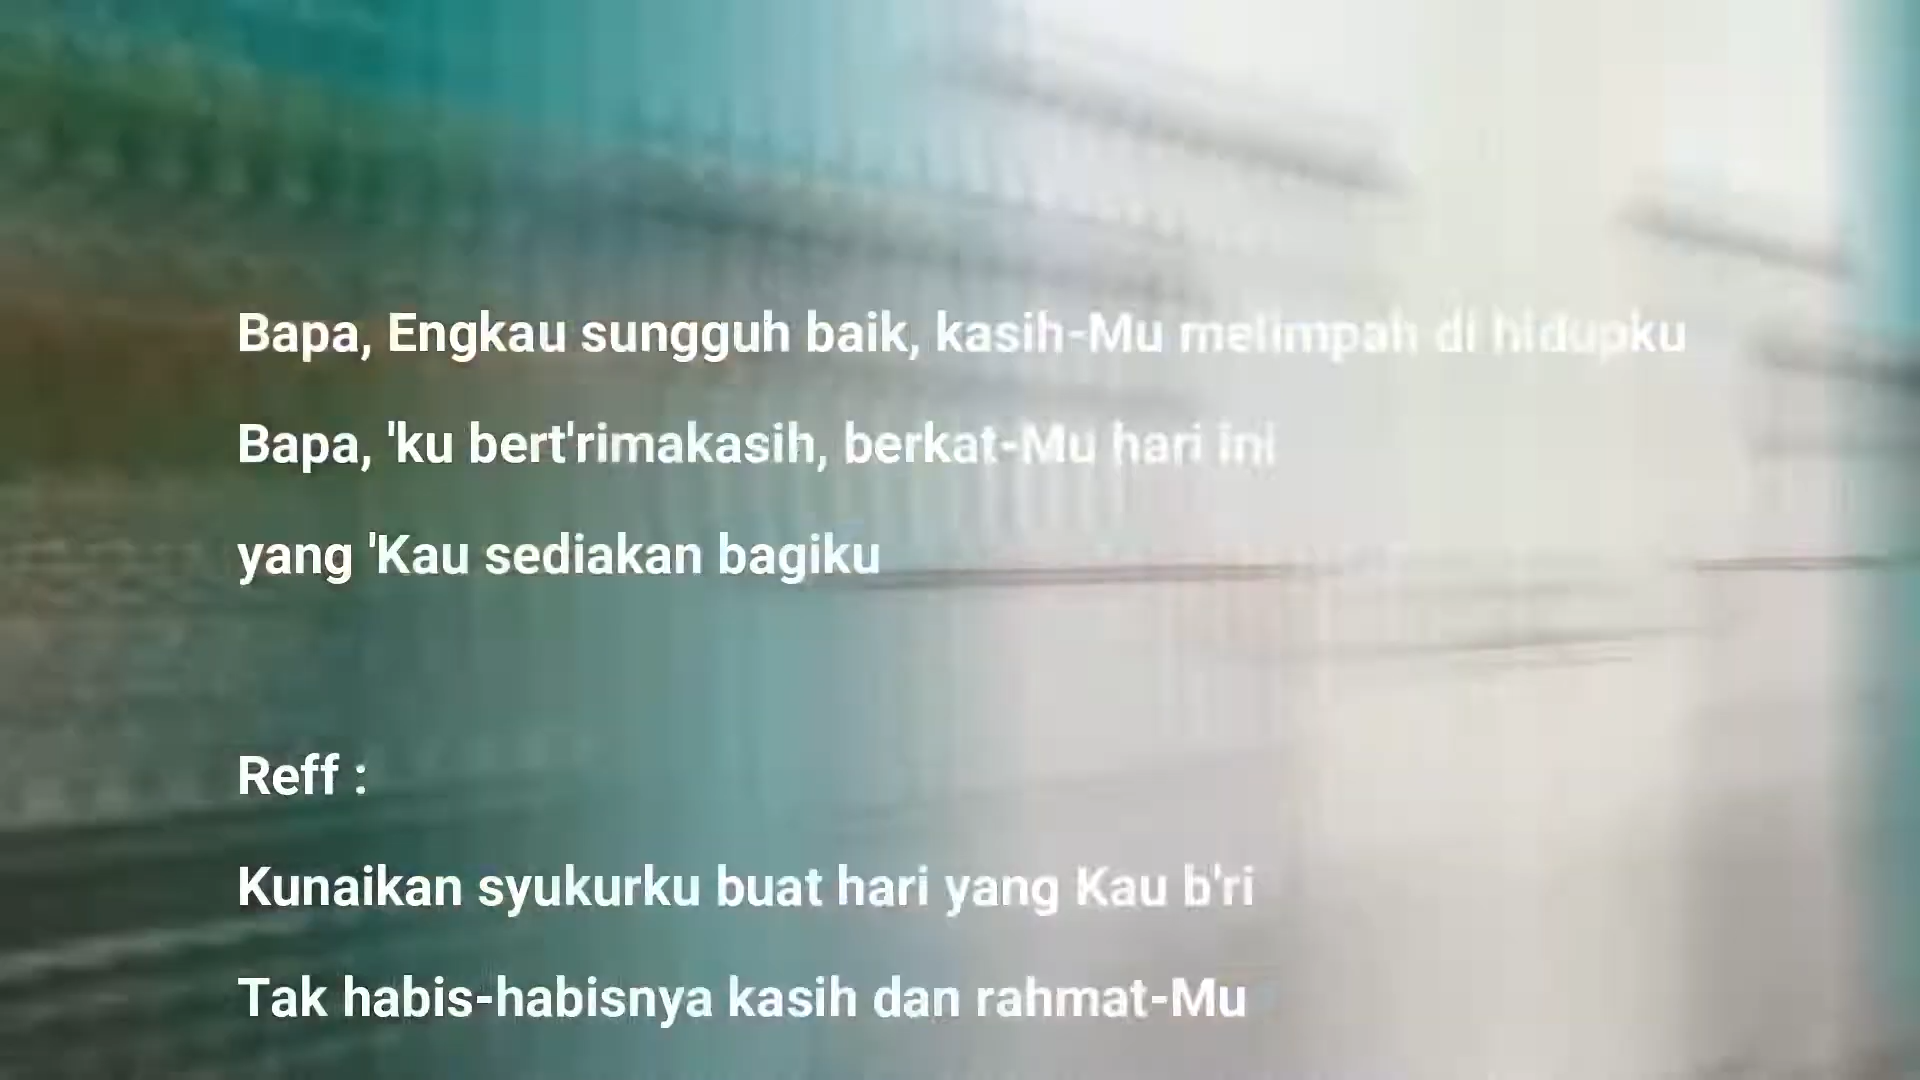 Bapa, Engkau sungguh baik, kasih-Mu melimpah di hidupku
Bapa, 'ku bert'rimakasih, berkat-Mu hari ini
yang 'Kau sediakan bagiku
Reff :
Kunaikan syukurku buat hari yang Kau b'ri
Tak habis-habisnya kasih dan rahmat-Mu